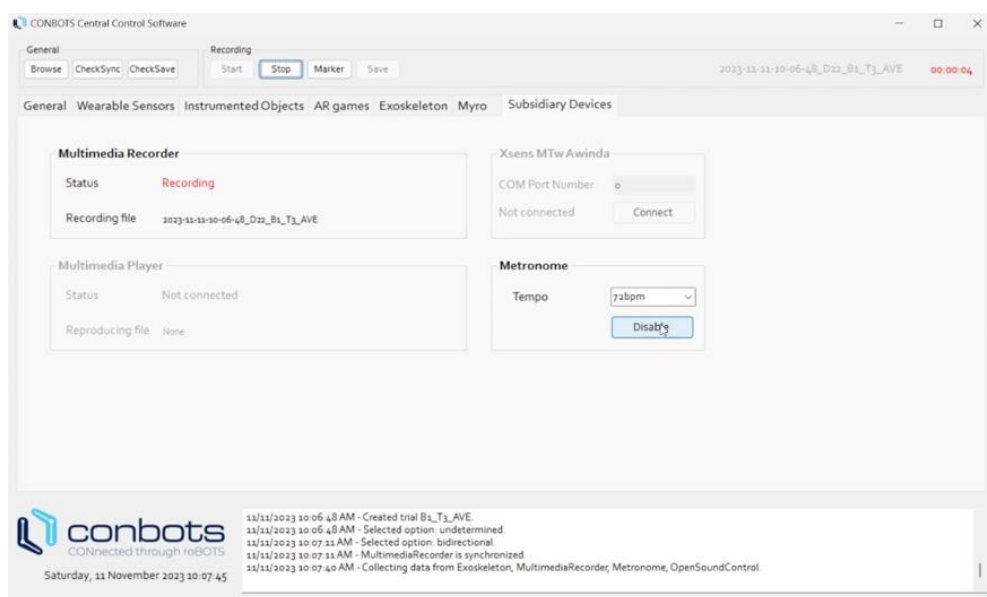 CONBOTS Central Control Software
General
Browse CheckSync CheckSave
Recording
Start Stop Marker Save
2023-11-11-10-06-48_D22_B1_T3_AVE 00:00:04
General Wearable Sensors Instrumented Objects AR games Exoskeleton Myro Subsidiary Devices
Multimedia Recorder
Status Recording
Recording file 2023-11-11-10-06-48_D22_B1_T3_AVE
Xsens MTw Awinda
COM Port Number 0
Not connected Connect
Multimedia Player
Status Not connected
Reproducing file None
Metronome
Tempo 72bpm
Disable
conbots
CONnected through roBOTS
Saturday, 11 November 2023 10:07:45
11/11/2023 10:06:48 AM - Created trial B1_T3_AVE.
11/11/2023 10:06:48 AM - Selected option: undetermined.
11/11/2023 10:07:11 AM - Selected option: bidirectional.
11/11/2023 10:07:11 AM - MultimediaRecorder is synchronized.
11/11/2023 10:07:40 AM - Collecting data from Exoskeleton, MultimediaRecorder, Metronome, OpenSoundControl.